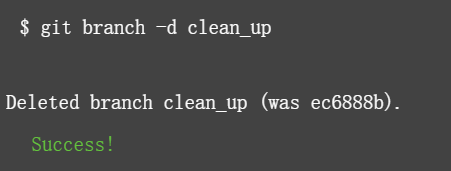 $ git branch -d clean_up
Deleted branch clean_up (was ec6888b).
Success!